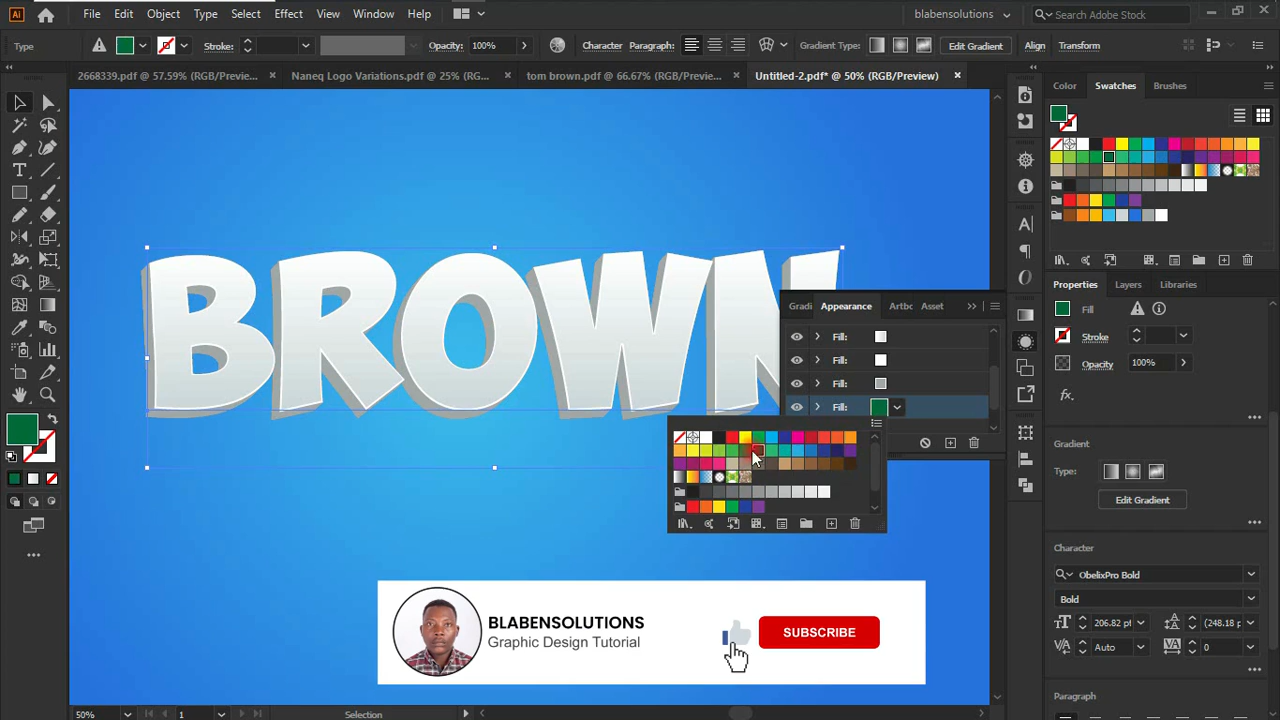 Ai File Edit Object Type Select Effect View Window Help blabensolutions Search Adobe Stock
Type Stroke: Opacity: 100% Character Paragraph: Gradient Type: Edit Gradient Align Transform
2668339.pdf @ 57.59% (RGB/Previe... Naneq Logo Variations.pdf @ 25% (RG... tom brown.pdf @ 66.67% (RGB/Previe... Untitled-2.pdf* @ 50% (RGB/Preview)
Color Swatches Brushes
BROWN
Gradi Appearance Artbc Asset
Fill:
Fill:
Fill:
Fill:
Properties Layers Libraries
Fill
Stroke
Opacity 100%
fx.
Gradient
Type:
Edit Gradient
Character
ObelixPro Bold
Bold
206.82 pt (248.18 pt)
Auto 0
Paragraph
BLABENSOLUTIONS
Graphic Design Tutorial
SUBSCRIBE
50% 1 Selection